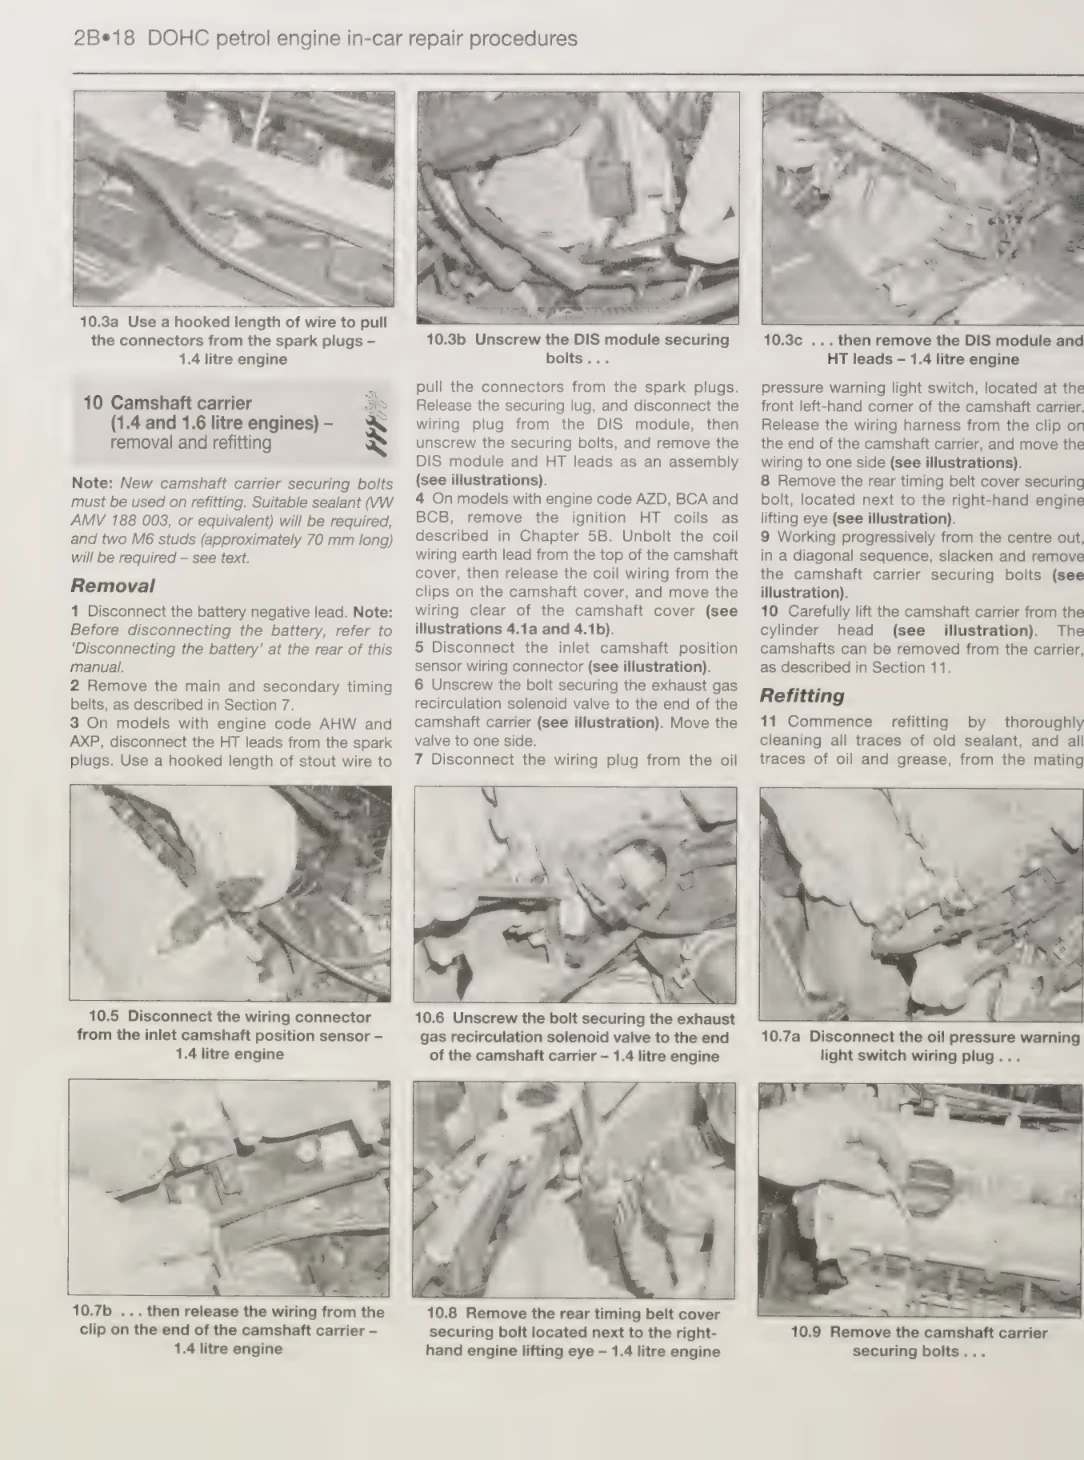 2B•18 DOHC petrol engine in-car repair procedures
10.3a Use a hooked length of wire to pull
the connectors from the spark plugs –
1.4 litre engine
10.3b Unscrew the DIS module securing
bolts . . .
10.3c . . . then remove the DIS module and
HT leads – 1.4 litre engine
10 Camshaft carrier
(1.4 and 1.6 litre engines) –
removal and refitting
Note: New camshaft carrier securing bolts
must be used on refitting. Suitable sealant (VW
AMV 188 003, or equivalent) will be required,
and two M6 studs (approximately 70 mm long)
will be required – see text.
Removal
1 Disconnect the battery negative lead. Note:
Before disconnecting the battery, refer to
'Disconnecting the battery' at the rear of this
manual.
2 Remove the main and secondary timing
belts, as described in Section 7.
3 On models with engine code AHW and
AXP, disconnect the HT leads from the spark
plugs. Use a hooked length of stout wire to
pull the connectors from the spark plugs.
Release the securing lug, and disconnect the
wiring plug from the DIS module, then
unscrew the securing bolts, and remove the
DIS module and HT leads as an assembly
(see illustrations).
4 On models with engine code AZD, BCA and
BCB, remove the ignition HT coils as
described in Chapter 5B. Unbolt the coil
wiring earth lead from the top of the camshaft
cover, then release the coil wiring from the
clips on the camshaft cover, and move the
wiring clear of the camshaft cover (see
illustrations 4.1a and 4.1b).
5 Disconnect the inlet camshaft position
sensor wiring connector (see illustration).
6 Unscrew the bolt securing the exhaust gas
recirculation solenoid valve to the end of the
camshaft carrier (see illustration). Move the
valve to one side.
7 Disconnect the wiring plug from the oil
pressure warning light switch, located at the
front left-hand corner of the camshaft carrier.
Release the wiring harness from the clip on
the end of the camshaft carrier, and move the
wiring to one side (see illustrations).
8 Remove the rear timing belt cover securing
bolt, located next to the right-hand engine
lifting eye (see illustration).
9 Working progressively from the centre out,
in a diagonal sequence, slacken and remove
the camshaft carrier securing bolts (see
illustration).
10 Carefully lift the camshaft carrier from the
cylinder head (see illustration). The
camshafts can be removed from the carrier,
as described in Section 11.
Refitting
11 Commence refitting by thoroughly
cleaning all traces of old sealant, and all
traces of oil and grease, from the mating
10.5 Disconnect the wiring connector
from the inlet camshaft position sensor –
1.4 litre engine
10.6 Unscrew the bolt securing the exhaust
gas recirculation solenoid valve to the end
of the camshaft carrier – 1.4 litre engine
10.7a Disconnect the oil pressure warning
light switch wiring plug . . .
10.7b . . . then release the wiring from the
clip on the end of the camshaft carrier –
1.4 litre engine
10.8 Remove the rear timing belt cover
securing bolt located next to the right-
hand engine lifting eye – 1.4 litre engine
10.9 Remove the camshaft carrier
securing bolts . . .